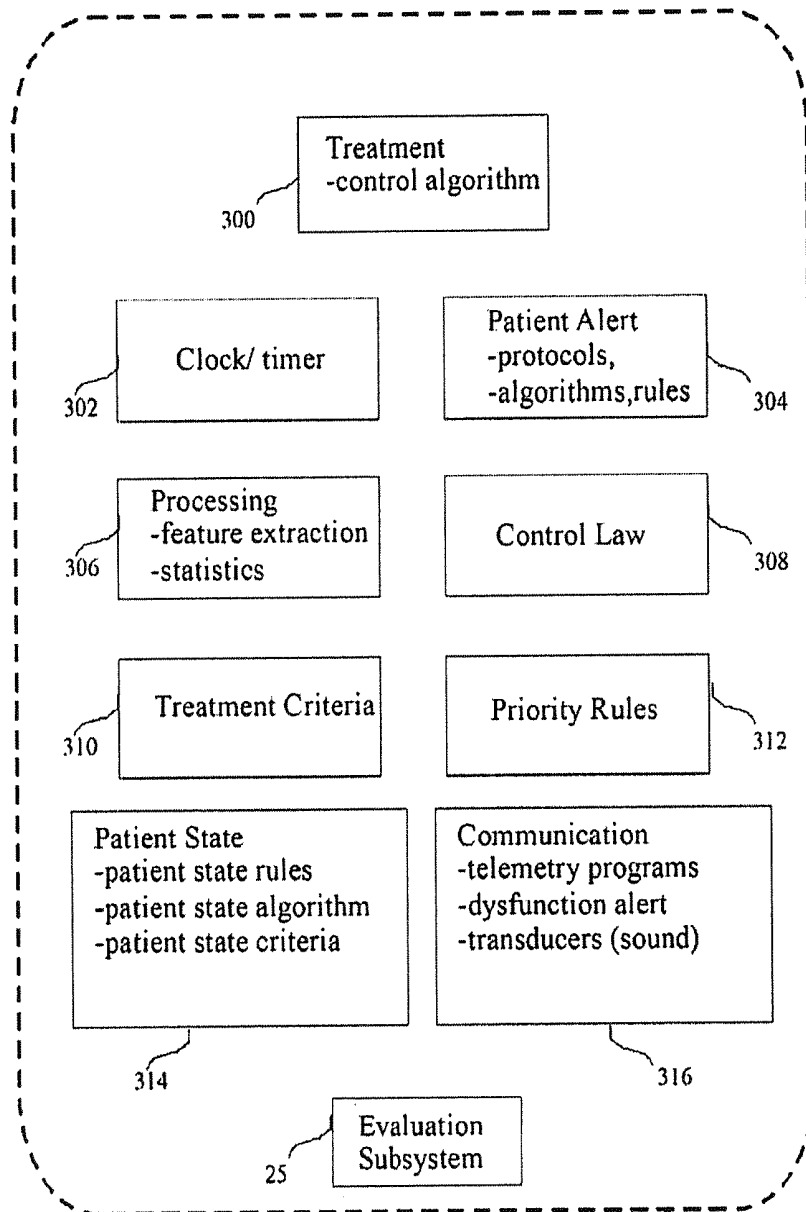 Treatment
-control algorithm
300
Clock/ timer
302
Patient Alert
-protocols,
-algorithms,rules
304
Processing
-feature extraction
-statistics
306
Control Law
308
Treatment Criteria
310
Priority Rules
312
Patient State
-patient state rules
-patient state algorithm
-patient state criteria
314
Communication
-telemetry programs
-dysfunction alert
-transducers (sound)
316
Evaluation
Subsystem
25